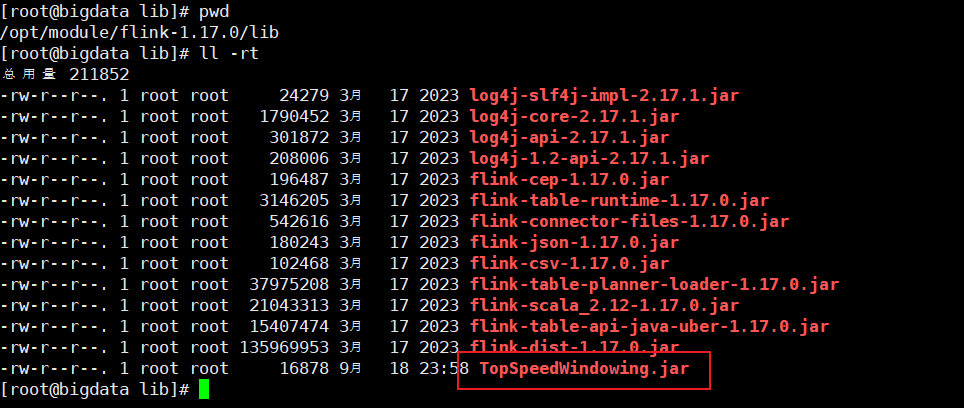 [root@bigdata lib]# pwd
/opt/module/flink-1.17.0/lib
[root@bigdata lib]# ll -rt
总用量 211852
-rw-r--r--. 1 root root     24279 3月   17 2023 log4j-slf4j-impl-2.17.1.jar
-rw-r--r--. 1 root root   1790452 3月   17 2023 log4j-core-2.17.1.jar
-rw-r--r--. 1 root root    301872 3月   17 2023 log4j-api-2.17.1.jar
-rw-r--r--. 1 root root    208006 3月   17 2023 log4j-1.2-api-2.17.1.jar
-rw-r--r--. 1 root root    196487 3月   17 2023 flink-cep-1.17.0.jar
-rw-r--r--. 1 root root   3146205 3月   17 2023 flink-table-runtime-1.17.0.jar
-rw-r--r--. 1 root root    542616 3月   17 2023 flink-connector-files-1.17.0.jar
-rw-r--r--. 1 root root    180243 3月   17 2023 flink-json-1.17.0.jar
-rw-r--r--. 1 root root    102468 3月   17 2023 flink-csv-1.17.0.jar
-rw-r--r--. 1 root root  37975208 3月   17 2023 flink-table-planner-loader-1.17.0.jar
-rw-r--r--. 1 root root  21043313 3月   17 2023 flink-scala_2.12-1.17.0.jar
-rw-r--r--. 1 root root  15407474 3月   17 2023 flink-table-api-java-uber-1.17.0.jar
-rw-r--r--. 1 root root 135969953 3月   17 2023 flink-dist-1.17.0.jar
-rw-r--r--. 1 root root     16878 9月   18 23:58 TopSpeedWindowing.jar
[root@bigdata lib]#